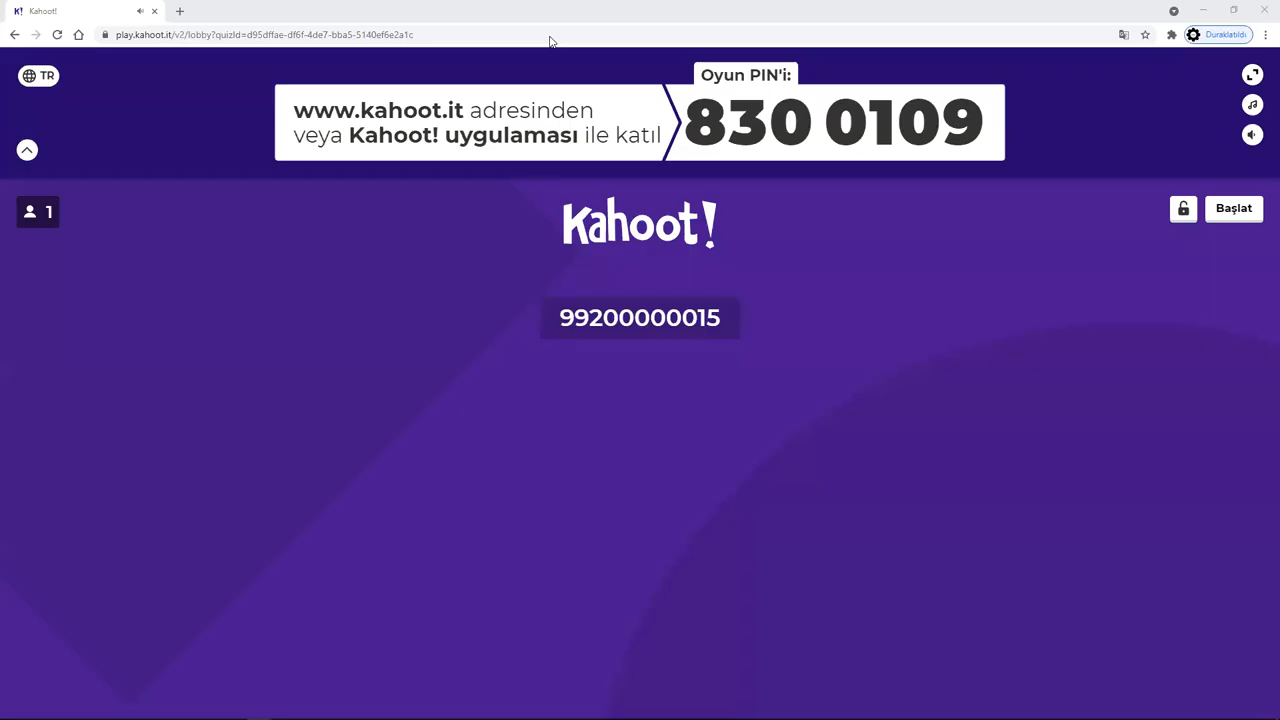 Kahoot!
play.kahoot.it/v2/lobby?quizId=d95dffae-df6f-4de7-bba5-5140ef6e2a1c
Duraklatıldı
TR
www.kahoot.it adresinden
veya Kahoot! uygulaması ile katıl
Oyun PIN'i:
830 0109
1
Kahoot!
Başlat
99200000015